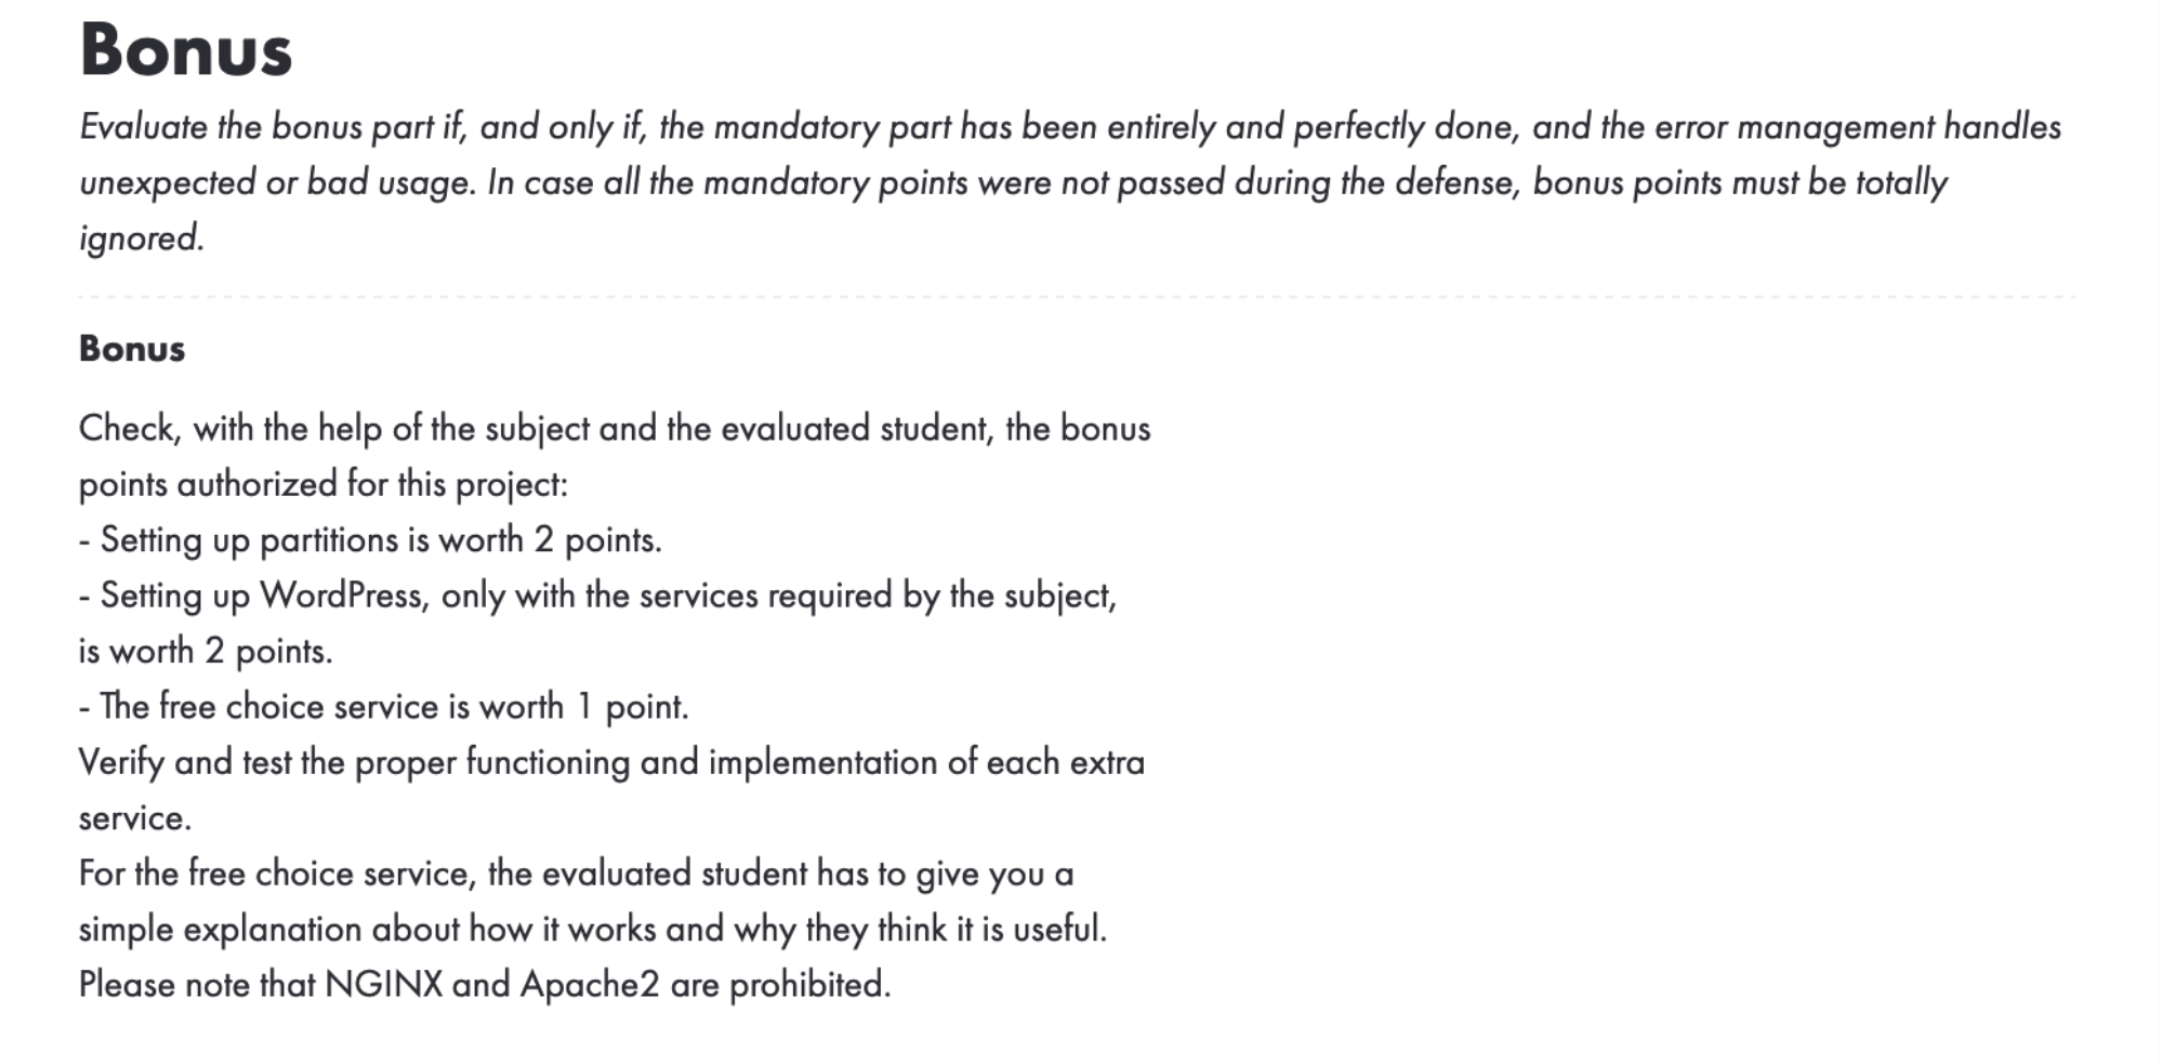 Bonus
Evaluate the bonus part if, and only if, the mandatory part has been entirely and perfectly done, and the error management handles
unexpected or bad usage. In case all the mandatory points were not passed during the defense, bonus points must be totally
ignored.
Bonus
Check, with the help of the subject and the evaluated student, the bonus
points authorized for this project:
- Setting up partitions is worth 2 points.
- Setting up WordPress, only with the services required by the subject,
is worth 2 points.
- The free choice service is worth 1 point.
Verify and test the proper functioning and implementation of each extra
service.
For the free choice service, the evaluated student has to give you a
simple explanation about how it works and why they think it is useful.
Please note that NGINX and Apache2 are prohibited.